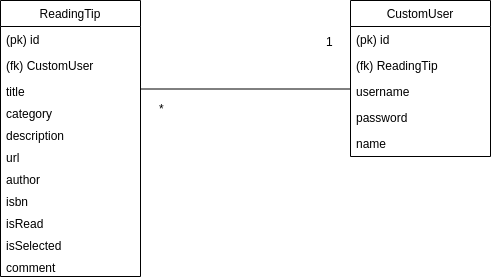 ReadingTip
(pk) id
(fk) CustomUser
title
category
description
url
author
isbn
isRead
isSelected
comment
*
1
CustomUser
(pk) id
(fk) ReadingTip
username
password
name